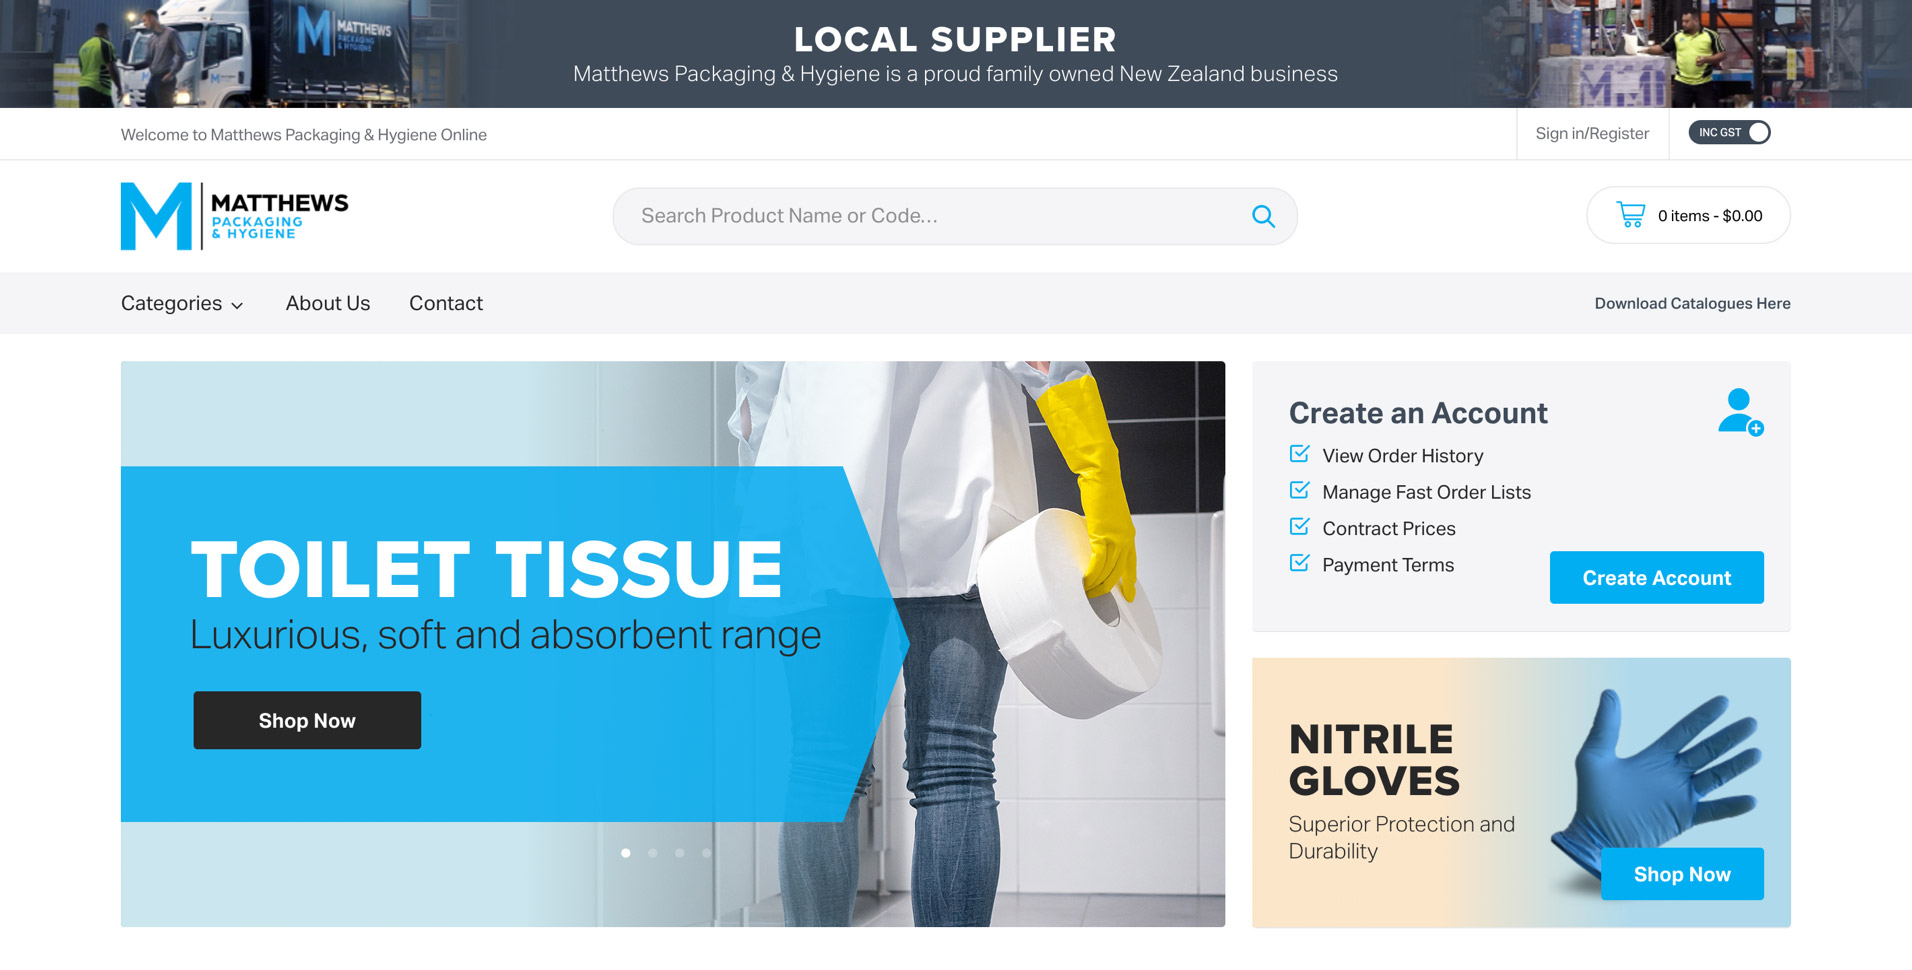 MATTHEWS
PACKAGING
& HYGIENE
LOCAL SUPPLIER
Matthews Packaging & Hygiene is a proud family owned New Zealand business
Welcome to Matthews Packaging & Hygiene Online
Sign in/Register
INC GST
MATTHEWS
PACKAGING
& HYGIENE
Search Product Name or Code...
0 items - $0.00
Categories
About Us
Contact
Download Catalogues Here
TOILET TISSUE
Luxurious, soft and absorbent range
Shop Now
Create an Account
View Order History
Manage Fast Order Lists
Contract Prices
Payment Terms
Create Account
NITRILE
GLOVES
Superior Protection and
Durability
Shop Now